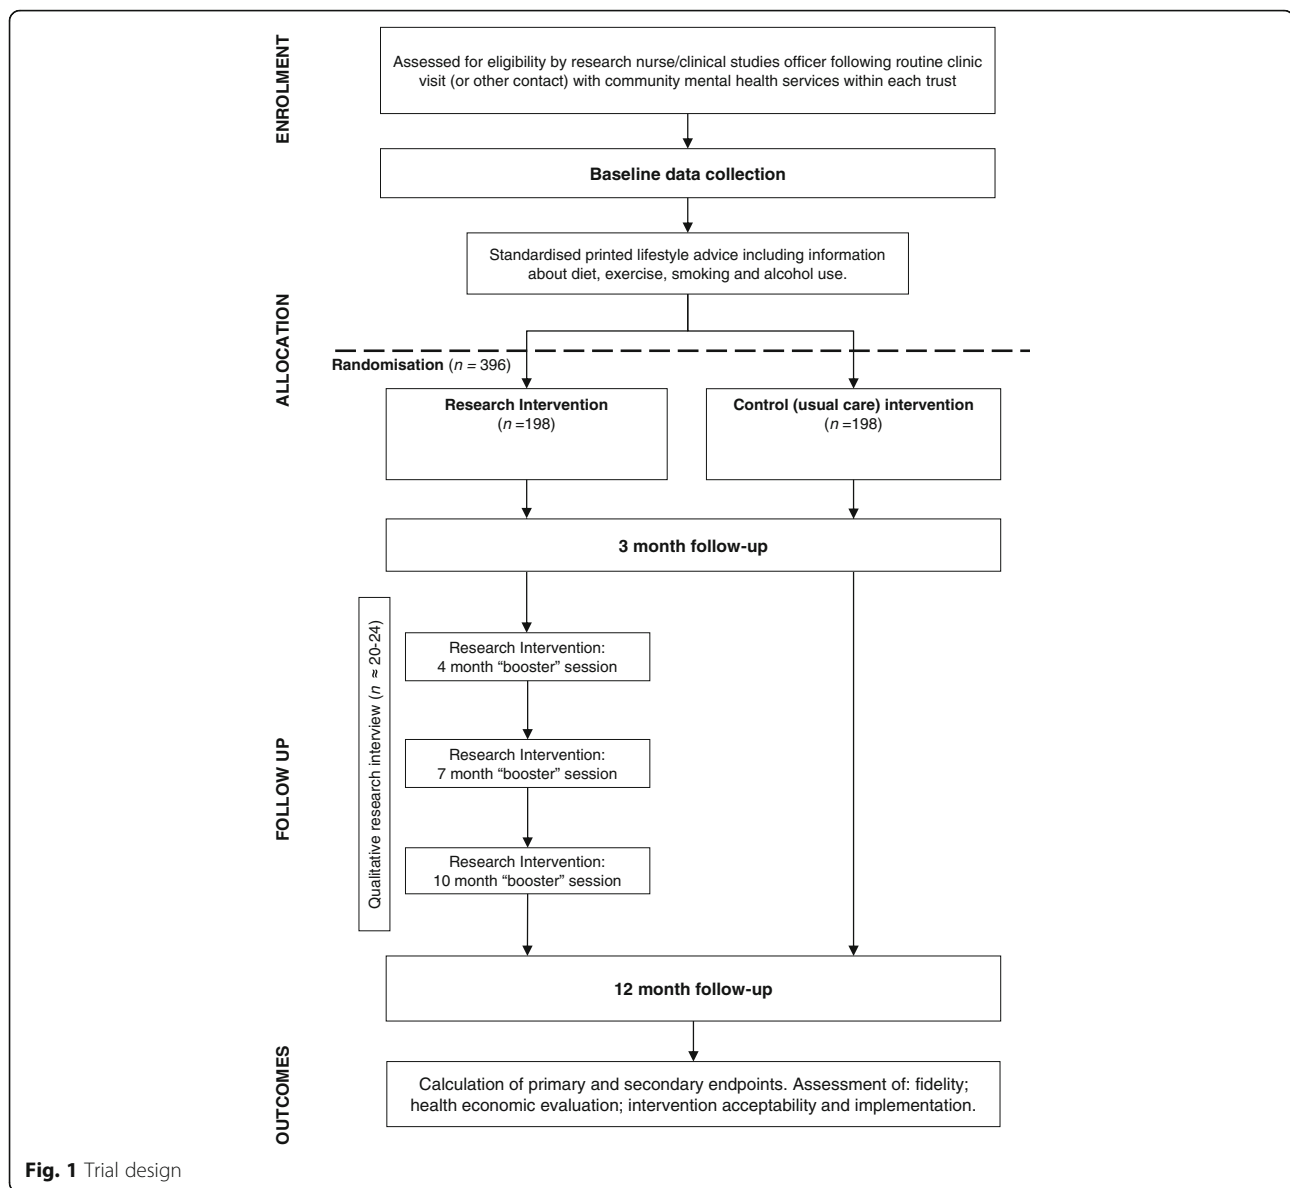 ENROLMENT
Assessed for eligibility by research nurse/clinical studies officer following routine clinic
visit (or other contact) with community mental health services within each trust
Baseline data collection
Standardised printed lifestyle advice including information
about diet, exercise, smoking and alcohol use.
ALLOCATION
Randomisation (n = 396)
Research Intervention
(n =198)
Control (usual care) intervention
(n =198)
3 month follow-up
FOLLOW UP
Qualitative research interview (n ≈ 20-24)
Research Intervention:
4 month “booster” session
Research Intervention:
7 month “booster” session
Research Intervention:
10 month “booster” session
12 month follow-up
OUTCOMES
Calculation of primary and secondary endpoints. Assessment of: fidelity;
health economic evaluation; intervention acceptability and implementation.
Fig. 1 Trial design